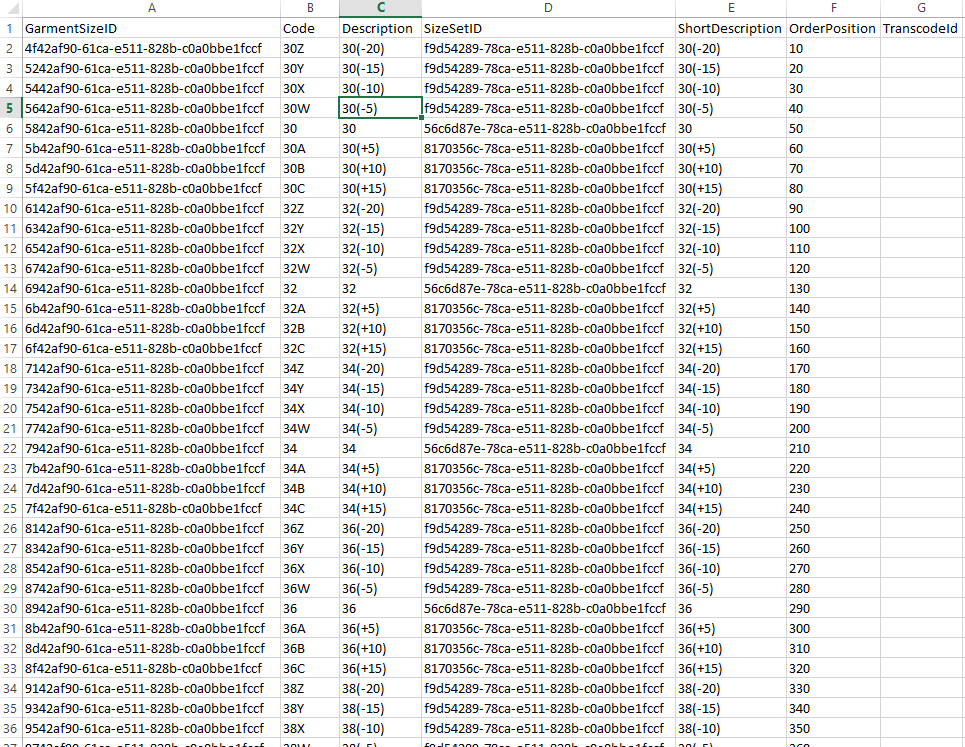 A B C D E F G
1 GarmentSizeID Code Description SizeSetID ShortDescription OrderPosition TranscodeId
2 4f42af90-61ca-e511-828b-c0a0bbe1fccf 30Z 30(-20) f9d54289-78ca-e511-828b-c0a0bbe1fccf 30(-20) 10
3 5242af90-61ca-e511-828b-c0a0bbe1fccf 30Y 30(-15) f9d54289-78ca-e511-828b-c0a0bbe1fccf 30(-15) 20
4 5442af90-61ca-e511-828b-c0a0bbe1fccf 30X 30(-10) f9d54289-78ca-e511-828b-c0a0bbe1fccf 30(-10) 30
5 5642af90-61ca-e511-828b-c0a0bbe1fccf 30W 30(-5) f9d54289-78ca-e511-828b-c0a0bbe1fccf 30(-5) 40
6 5842af90-61ca-e511-828b-c0a0bbe1fccf 30 30 56c6d87e-78ca-e511-828b-c0a0bbe1fccf 30 50
7 5b42af90-61ca-e511-828b-c0a0bbe1fccf 30A 30(+5) 8170356c-78ca-e511-828b-c0a0bbe1fccf 30(+5) 60
8 5d42af90-61ca-e511-828b-c0a0bbe1fccf 30B 30(+10) 8170356c-78ca-e511-828b-c0a0bbe1fccf 30(+10) 70
9 5f42af90-61ca-e511-828b-c0a0bbe1fccf 30C 30(+15) 8170356c-78ca-e511-828b-c0a0bbe1fccf 30(+15) 80
10 6142af90-61ca-e511-828b-c0a0bbe1fccf 32Z 32(-20) f9d54289-78ca-e511-828b-c0a0bbe1fccf 32(-20) 90
11 6342af90-61ca-e511-828b-c0a0bbe1fccf 32Y 32(-15) f9d54289-78ca-e511-828b-c0a0bbe1fccf 32(-15) 100
12 6542af90-61ca-e511-828b-c0a0bbe1fccf 32X 32(-10) f9d54289-78ca-e511-828b-c0a0bbe1fccf 32(-10) 110
13 6742af90-61ca-e511-828b-c0a0bbe1fccf 32W 32(-5) f9d54289-78ca-e511-828b-c0a0bbe1fccf 32(-5) 120
14 6942af90-61ca-e511-828b-c0a0bbe1fccf 32 32 56c6d87e-78ca-e511-828b-c0a0bbe1fccf 32 130
15 6b42af90-61ca-e511-828b-c0a0bbe1fccf 32A 32(+5) 8170356c-78ca-e511-828b-c0a0bbe1fccf 32(+5) 140
16 6d42af90-61ca-e511-828b-c0a0bbe1fccf 32B 32(+10) 8170356c-78ca-e511-828b-c0a0bbe1fccf 32(+10) 150
17 6f42af90-61ca-e511-828b-c0a0bbe1fccf 32C 32(+15) 8170356c-78ca-e511-828b-c0a0bbe1fccf 32(+15) 160
18 7142af90-61ca-e511-828b-c0a0bbe1fccf 34Z 34(-20) f9d54289-78ca-e511-828b-c0a0bbe1fccf 34(-20) 170
19 7342af90-61ca-e511-828b-c0a0bbe1fccf 34Y 34(-15) f9d54289-78ca-e511-828b-c0a0bbe1fccf 34(-15) 180
20 7542af90-61ca-e511-828b-c0a0bbe1fccf 34X 34(-10) f9d54289-78ca-e511-828b-c0a0bbe1fccf 34(-10) 190
21 7742af90-61ca-e511-828b-c0a0bbe1fccf 34W 34(-5) f9d54289-78ca-e511-828b-c0a0bbe1fccf 34(-5) 200
22 7942af90-61ca-e511-828b-c0a0bbe1fccf 34 34 56c6d87e-78ca-e511-828b-c0a0bbe1fccf 34 210
23 7b42af90-61ca-e511-828b-c0a0bbe1fccf 34A 34(+5) 8170356c-78ca-e511-828b-c0a0bbe1fccf 34(+5) 220
24 7d42af90-61ca-e511-828b-c0a0bbe1fccf 34B 34(+10) 8170356c-78ca-e511-828b-c0a0bbe1fccf 34(+10) 230
25 7f42af90-61ca-e511-828b-c0a0bbe1fccf 34C 34(+15) 8170356c-78ca-e511-828b-c0a0bbe1fccf 34(+15) 240
26 8142af90-61ca-e511-828b-c0a0bbe1fccf 36Z 36(-20) f9d54289-78ca-e511-828b-c0a0bbe1fccf 36(-20) 250
27 8342af90-61ca-e511-828b-c0a0bbe1fccf 36Y 36(-15) f9d54289-78ca-e511-828b-c0a0bbe1fccf 36(-15) 260
28 8542af90-61ca-e511-828b-c0a0bbe1fccf 36X 36(-10) f9d54289-78ca-e511-828b-c0a0bbe1fccf 36(-10) 270
29 8742af90-61ca-e511-828b-c0a0bbe1fccf 36W 36(-5) f9d54289-78ca-e511-828b-c0a0bbe1fccf 36(-5) 280
30 8942af90-61ca-e511-828b-c0a0bbe1fccf 36 36 56c6d87e-78ca-e511-828b-c0a0bbe1fccf 36 290
31 8b42af90-61ca-e511-828b-c0a0bbe1fccf 36A 36(+5) 8170356c-78ca-e511-828b-c0a0bbe1fccf 36(+5) 300
32 8d42af90-61ca-e511-828b-c0a0bbe1fccf 36B 36(+10) 8170356c-78ca-e511-828b-c0a0bbe1fccf 36(+10) 310
33 8f42af90-61ca-e511-828b-c0a0bbe1fccf 36C 36(+15) 8170356c-78ca-e511-828b-c0a0bbe1fccf 36(+15) 320
34 9142af90-61ca-e511-828b-c0a0bbe1fccf 38Z 38(-20) f9d54289-78ca-e511-828b-c0a0bbe1fccf 38(-20) 330
35 9342af90-61ca-e511-828b-c0a0bbe1fccf 38Y 38(-15) f9d54289-78ca-e511-828b-c0a0bbe1fccf 38(-15) 340
36 9542af90-61ca-e511-828b-c0a0bbe1fccf 38X 38(-10) f9d54289-78ca-e511-828b-c0a0bbe1fccf 38(-10) 350